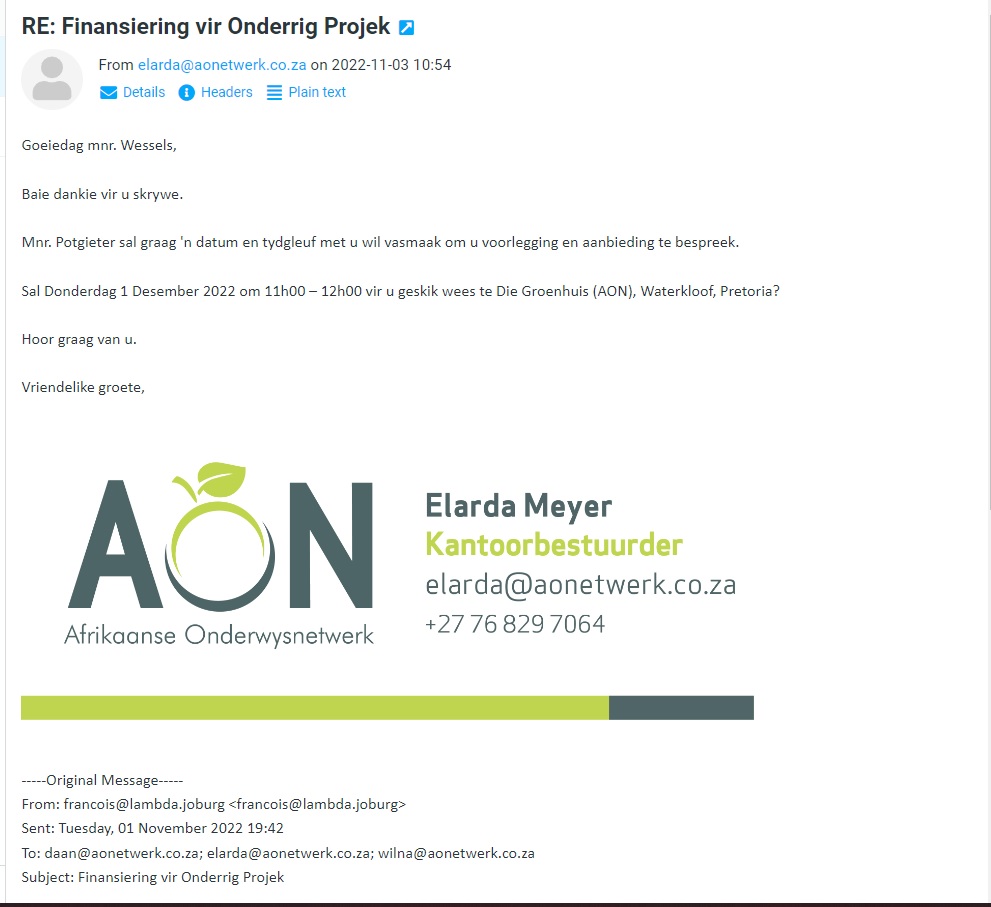 RE: Finansiering vir Onderrig Projek
From elarda@aonetwerk.co.za on 2022-11-03 10:54
Details Headers Plain text
Goeiedag mnr. Wessels,
Baie dankie vir u skrywe.
Mnr. Potgieter sal graag 'n datum en tydgleuf met u wil vasmaak om u voorlegging en aanbieding te bespreek.
Sal Donderdag 1 Desember 2022 om 11h00 – 12h00 vir u geskik wees te Die Groenhuis (AON), Waterkloof, Pretoria?
Hoor graag van u.
Vriendelike groete,
AON
Afrikaanse Onderwysnetwerk
Elarda Meyer
Kantoorbestuurder
elarda@aonetwerk.co.za
+27 76 829 7064
-----Original Message-----
From: francois@lambda.joburg <francois@lambda.joburg>
Sent: Tuesday, 01 November 2022 19:42
To: daan@aonetwerk.co.za; elarda@aonetwerk.co.za; wilna@aonetwerk.co.za
Subject: Finansiering vir Onderrig Projek